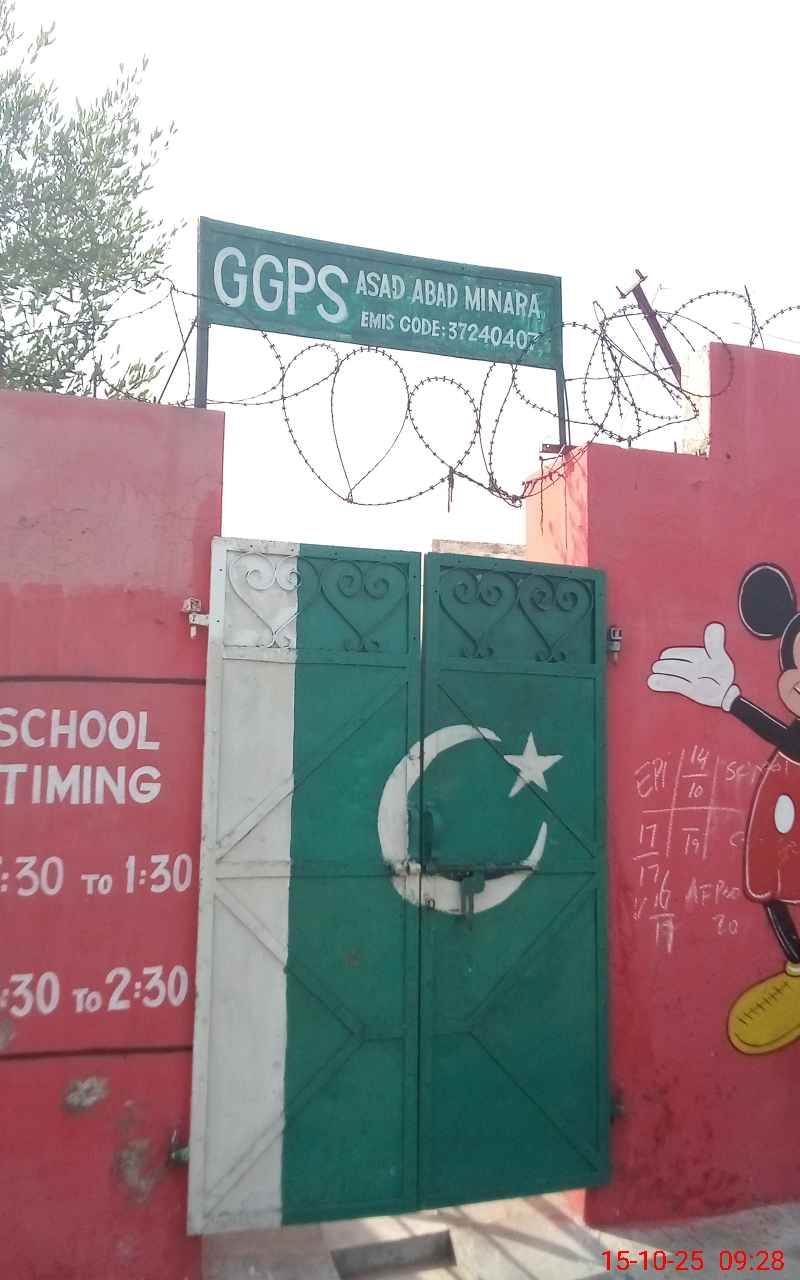 GGPS ASAD ABAD MINARA
EMIS CODE:37240407
SCHOOL
TIMING
:30 TO 1:30
:30 TO 2:30
EPI 14
10
17 19
17
16
19
20
15-10-25 09:28